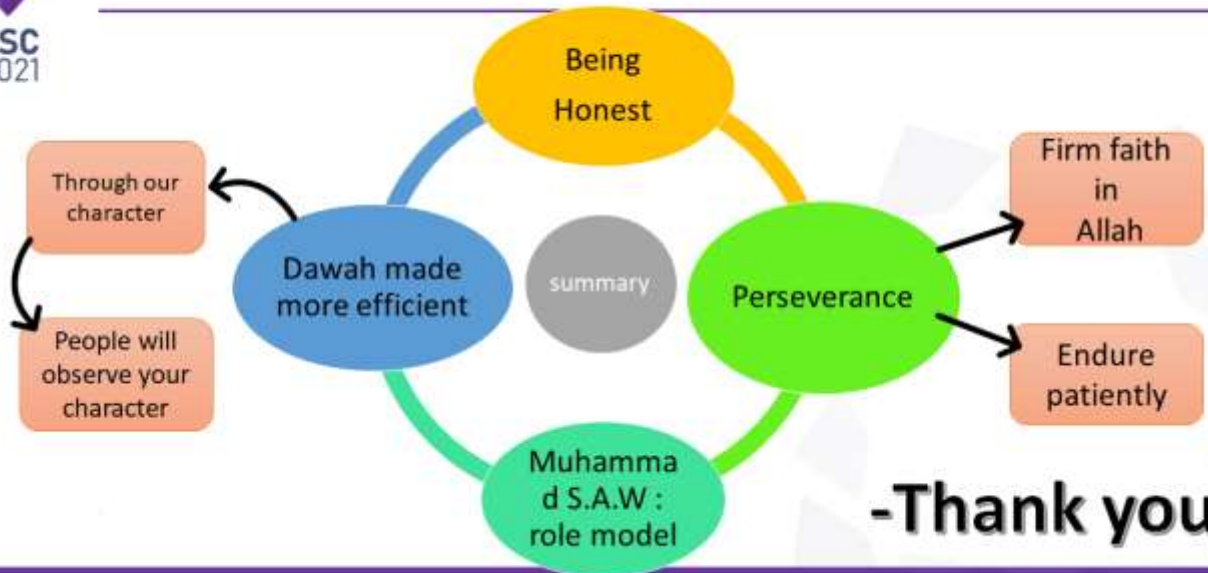 SC
021
Being
Honest
Through our
character
Firm faith
in
Allah
Dawah made
more efficient
summary
Perseverance
People will
observe your
character
Endure
patiently
Muhamma
d S.A.W :
role model
-Thank you